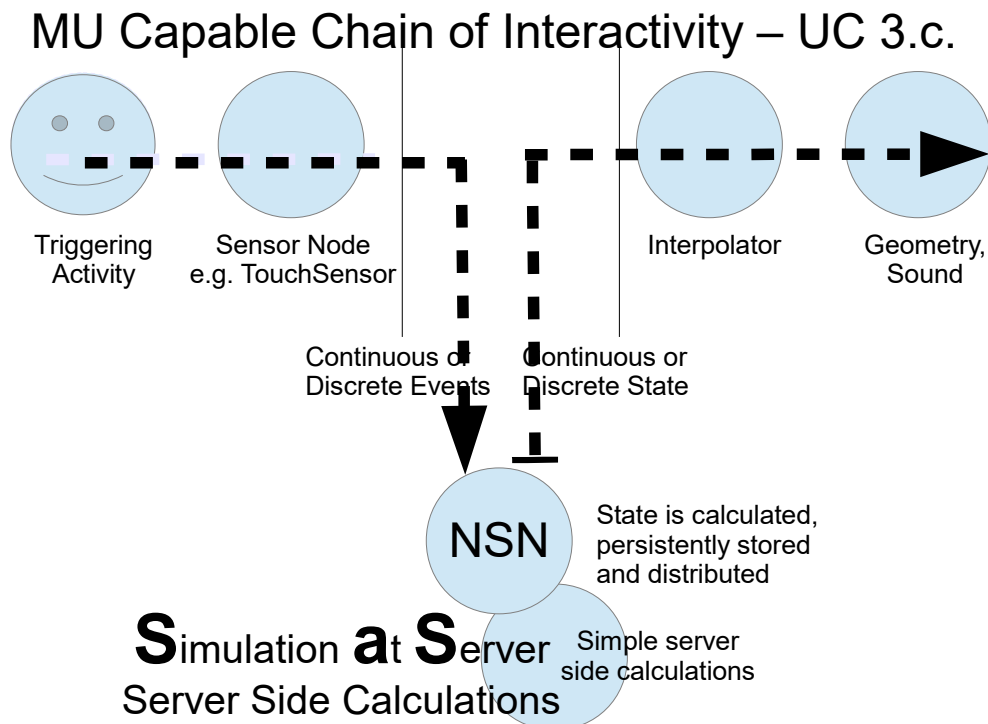 MU Capable Chain of Interactivity – UC 3.c.
Triggering
Activity
Sensor Node
e.g. TouchSensor
Interpolator
Geometry,
Sound
Continuous or
Discrete Events
Continuous or
Discrete State
NSN
State is calculated,
persistently stored
and distributed
Simulation at Server
Server Side Calculations
Simple server
side calculations